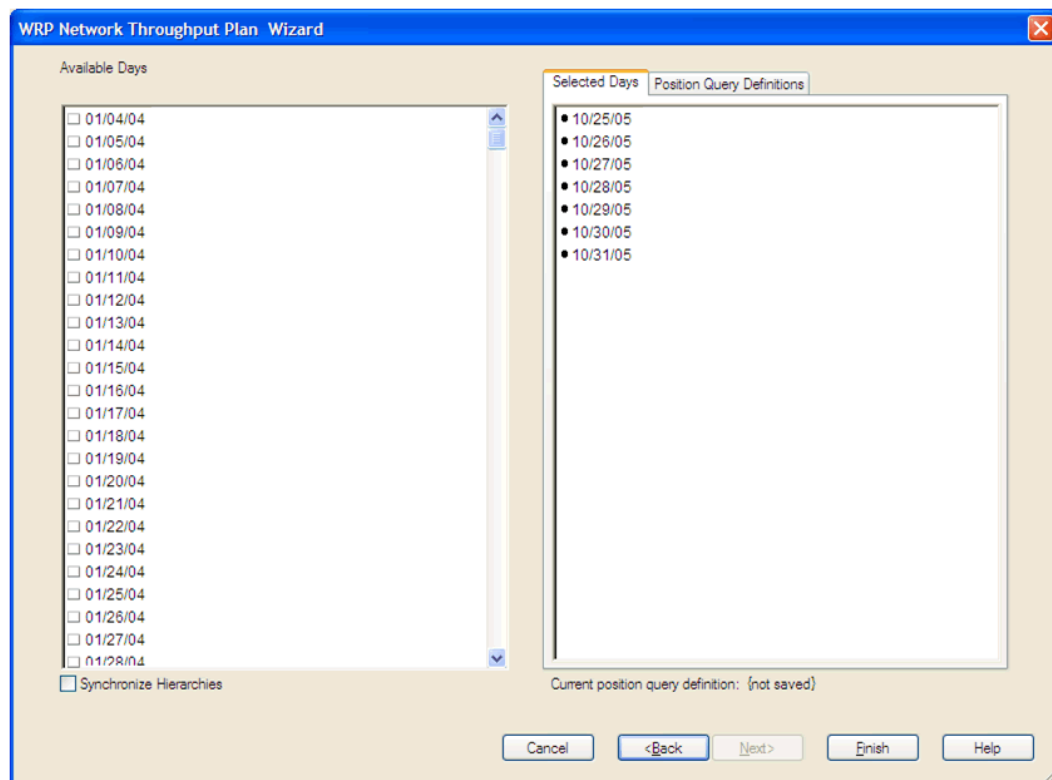 WRP Network Throughput Plan Wizard
Available Days
01/04/04
01/05/04
01/06/04
01/07/04
01/08/04
01/09/04
01/10/04
01/11/04
01/12/04
01/13/04
01/14/04
01/15/04
01/16/04
01/17/04
01/18/04
01/19/04
01/20/04
01/21/04
01/22/04
01/23/04
01/24/04
01/25/04
01/26/04
01/27/04
01/28/04
Synchronize Hierarchies
Selected Days
Position Query Definitions
10/25/05
10/26/05
10/27/05
10/28/05
10/29/05
10/30/05
10/31/05
Current position query definition: {not saved}
Cancel
<Back
Next>
Finish
Help